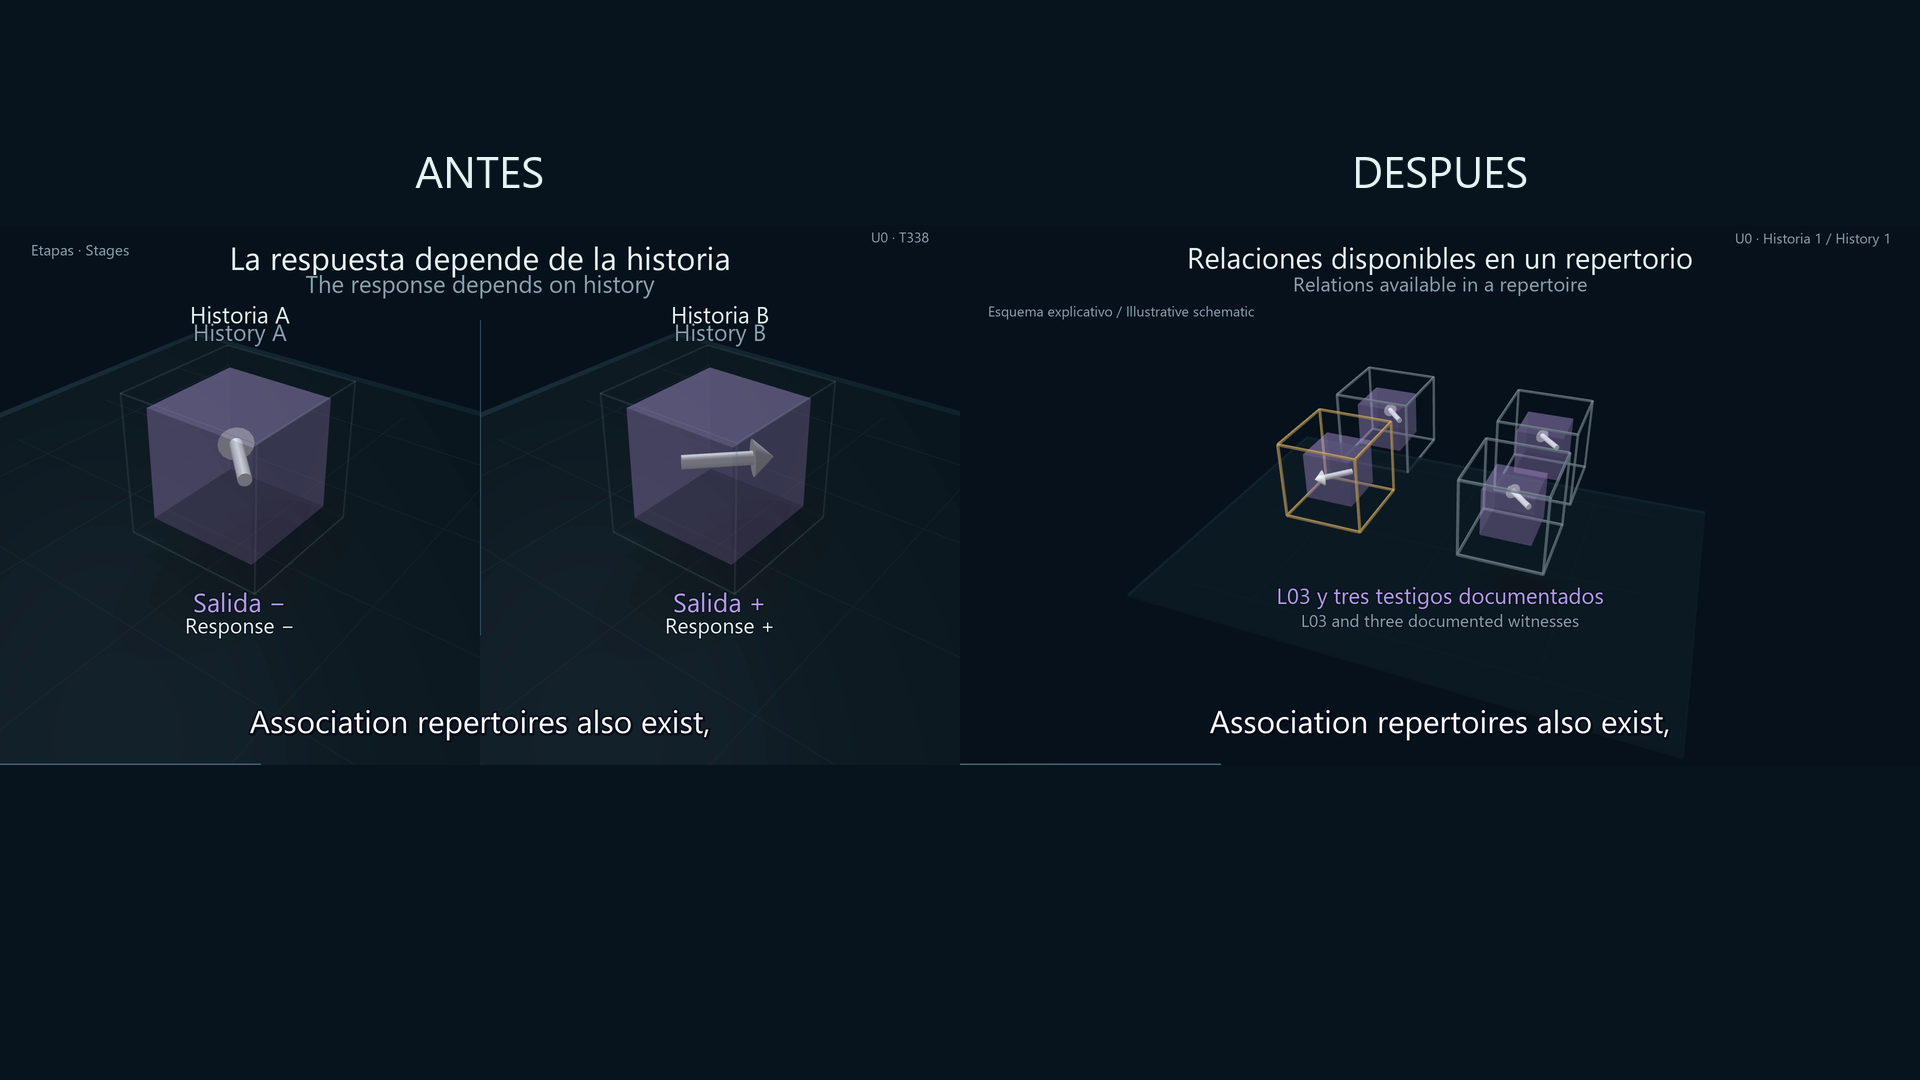 ANTES
Etapas · Stages
U0 · T338
La respuesta depende de la historia
The response depends on history
Historia A
History A
Historia B
History B
Salida −
Response −
Salida +
Response +
Association repertoires also exist,
DESPUES
U0 · Historia 1 / History 1
Relaciones disponibles en un repertorio
Relations available in a repertoire
Esquema explicativo / Illustrative schematic
L03 y tres testigos documentados
L03 and three documented witnesses
Association repertoires also exist,